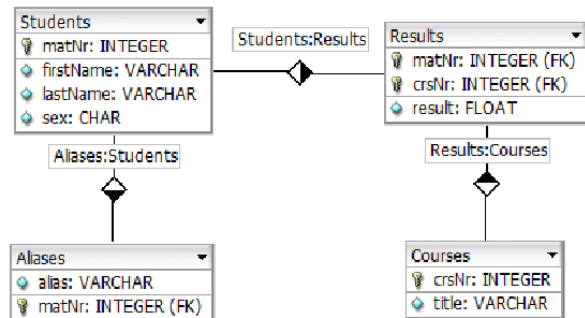 Students
matNr: INTEGER
firstName: VARCHAR
lastName: VARCHAR
sex: CHAR
Students:Results
Results
matNr: INTEGER (FK)
crsNr: INTEGER (FK)
result: FLOAT
Aliases:Students
Results:Courses
Aliases
alias: VARCHAR
matNr: INTEGER (FK)
Courses
crsNr: INTEGER
title: VARCHAR